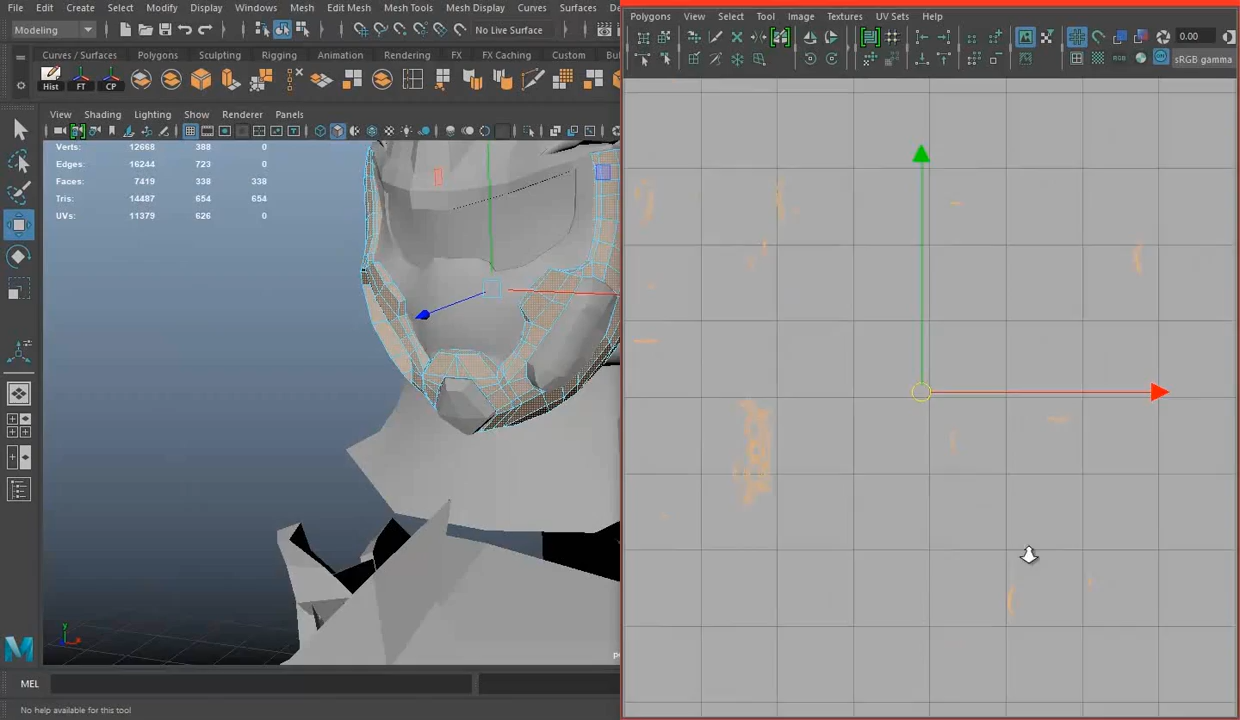 File Edit Create Select Modify Display Windows Mesh Edit Mesh Mesh Tools Mesh Display Curves Surfaces
Modeling
No Live Surface
Curves / Surfaces Polygons Sculpting Rigging Animation Rendering FX FX Caching Custom
Hist FT CP
View Shading Lighting Show Renderer Panels
Verts: 12668 388 0
Edges: 16244 723 0
Faces: 7419 338 338
Tris: 14487 654 654
UVs: 11379 626 0
Polygons View Select Tool Image Textures UV Sets Help
0.00
RGB
sRGB gamma
y
MEL
No help available for this tool